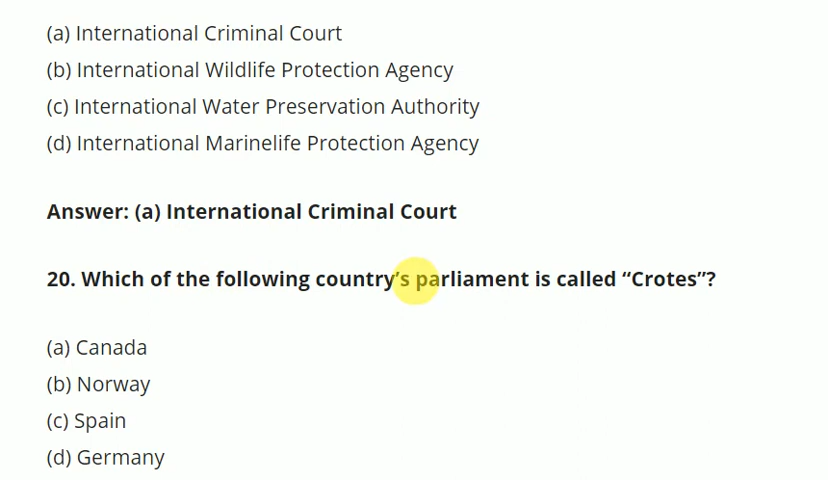 (a) International Criminal Court
(b) International Wildlife Protection Agency
(c) International Water Preservation Authority
(d) International Marinelife Protection Agency
Answer: (a) International Criminal Court
20. Which of the following country’s parliament is called “Crotes”?
(a) Canada
(b) Norway
(c) Spain
(d) Germany